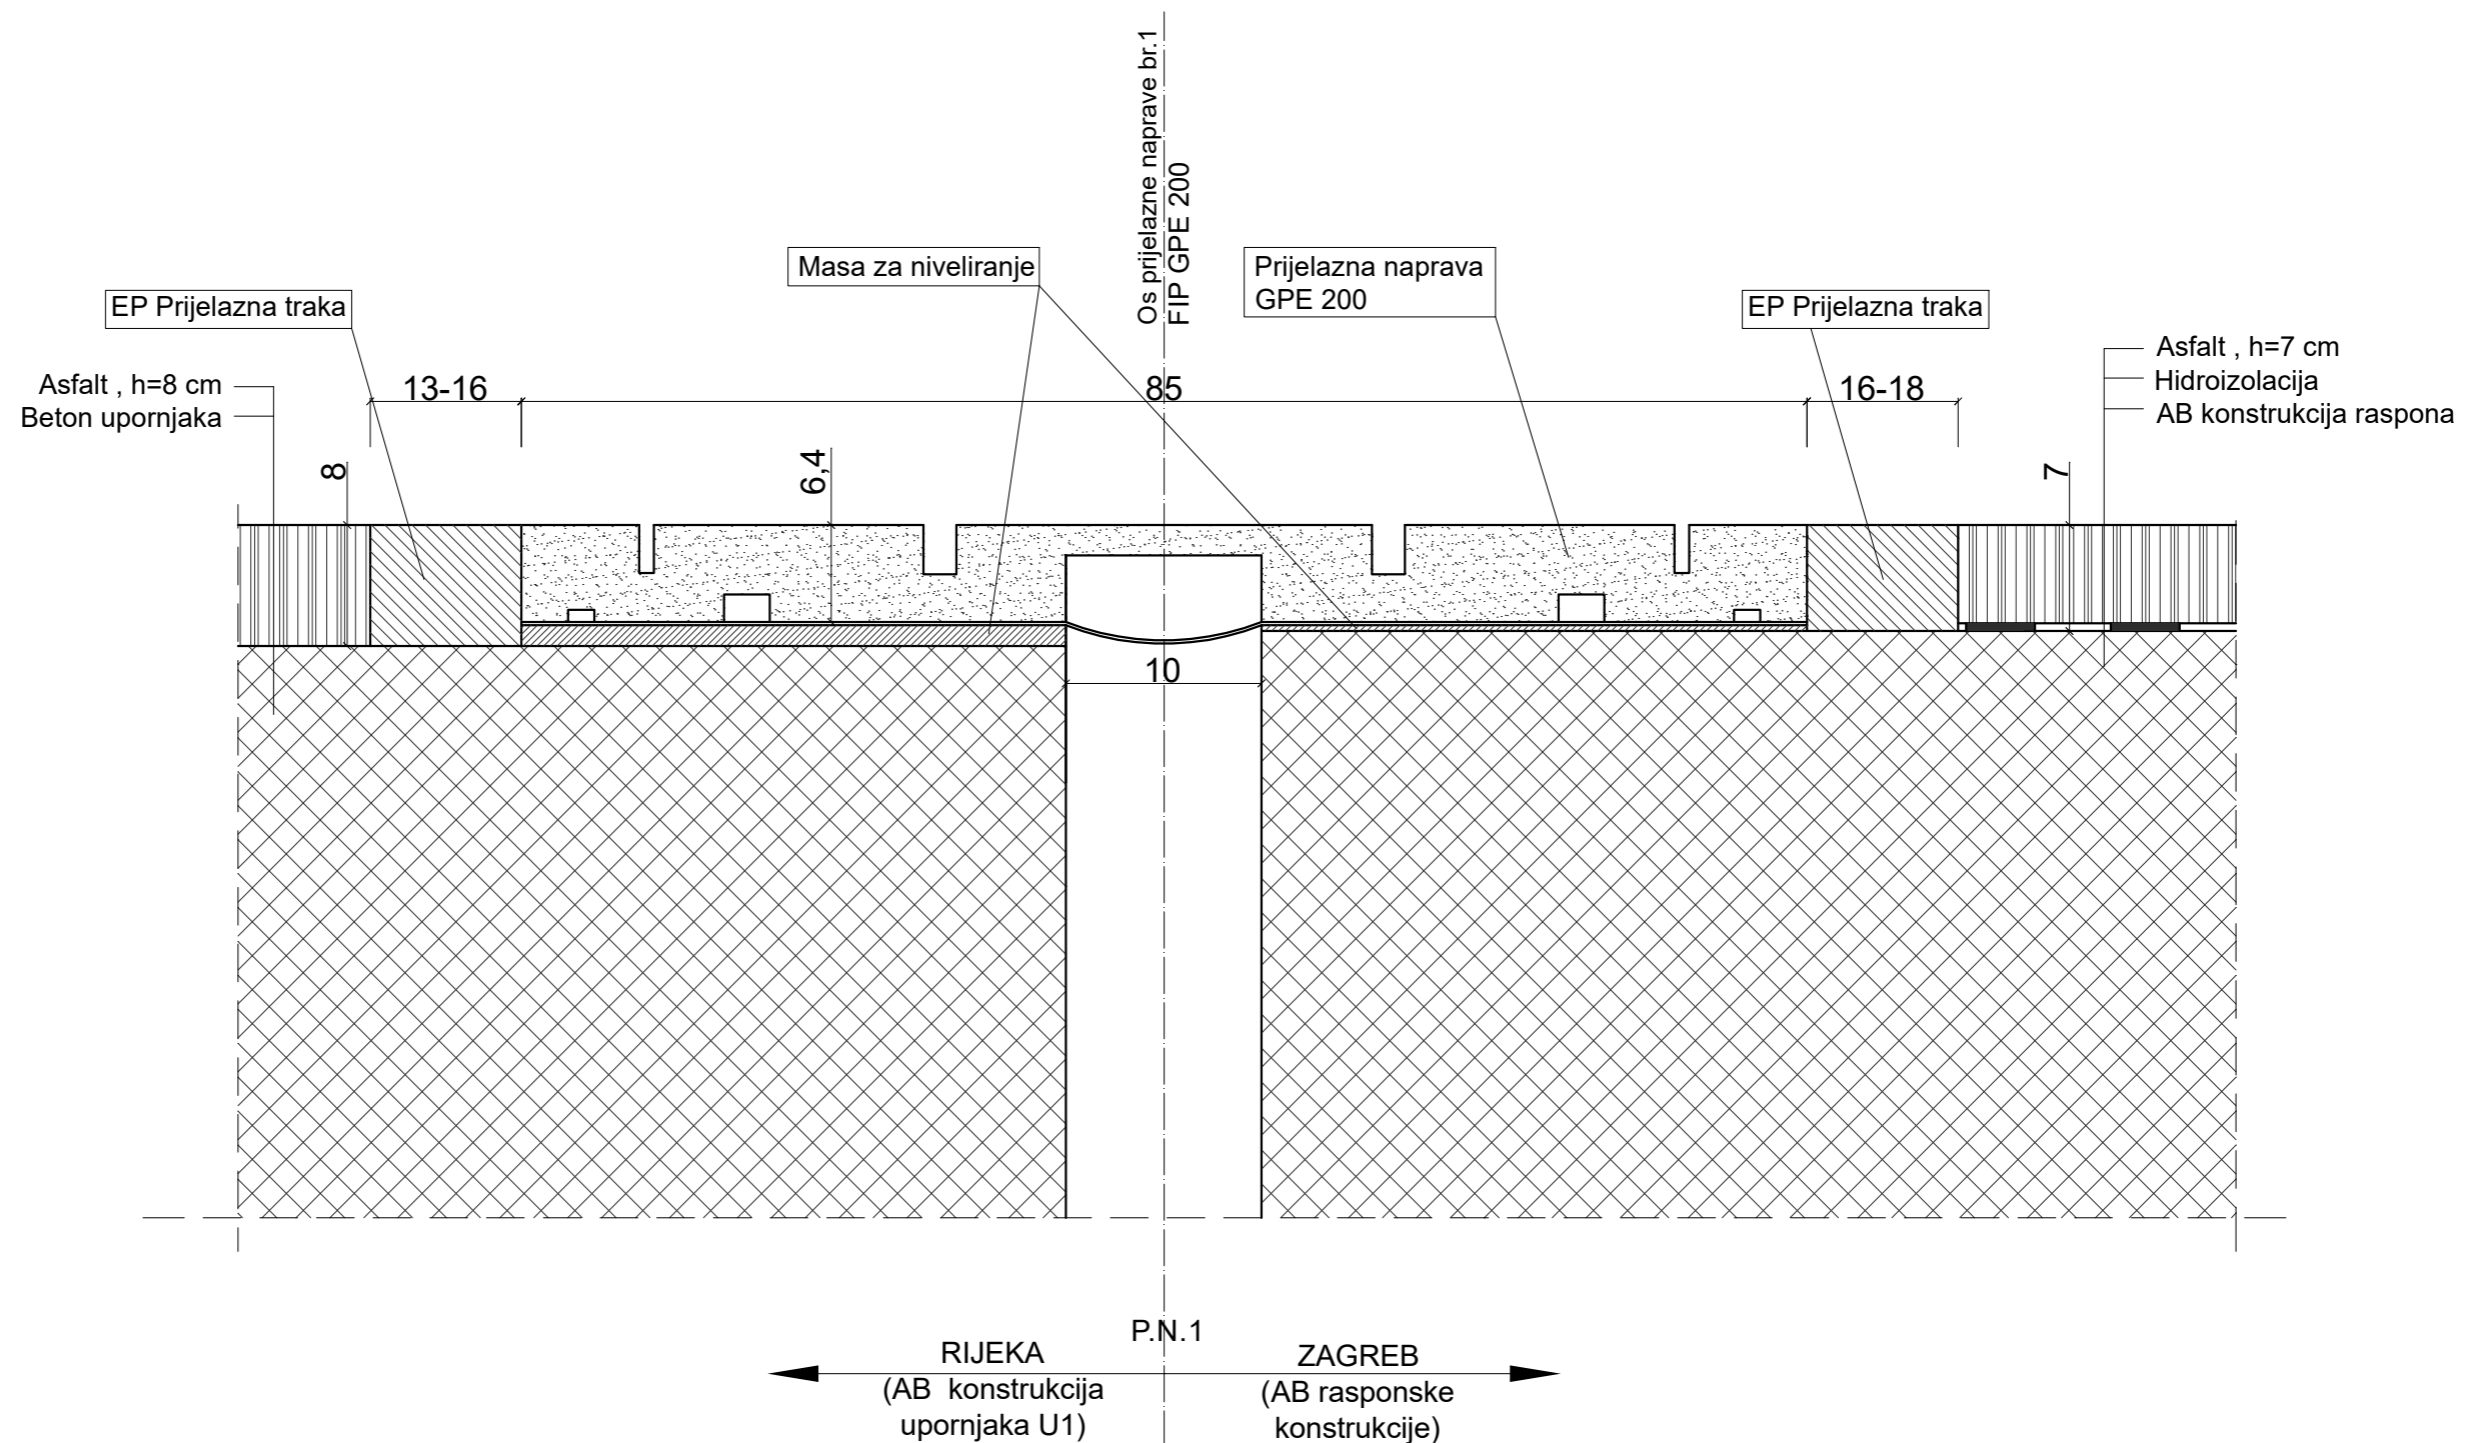 Os prijelazne naprave br.1
FIP GPE 200
Masa za niveliranje
Prijelazna naprava
GPE 200
EP Prijelazna traka
EP Prijelazna traka
Asfalt , h=8 cm
Beton upornjaka
Asfalt , h=7 cm
Hidroizolacija
AB konstrukcija raspona
13-16
85
16-18
8
6,4
7
10
P.N.1
RIJEKA
(AB konstrukcija
upornjaka U1)
ZAGREB
(AB rasponske
konstrukcije)